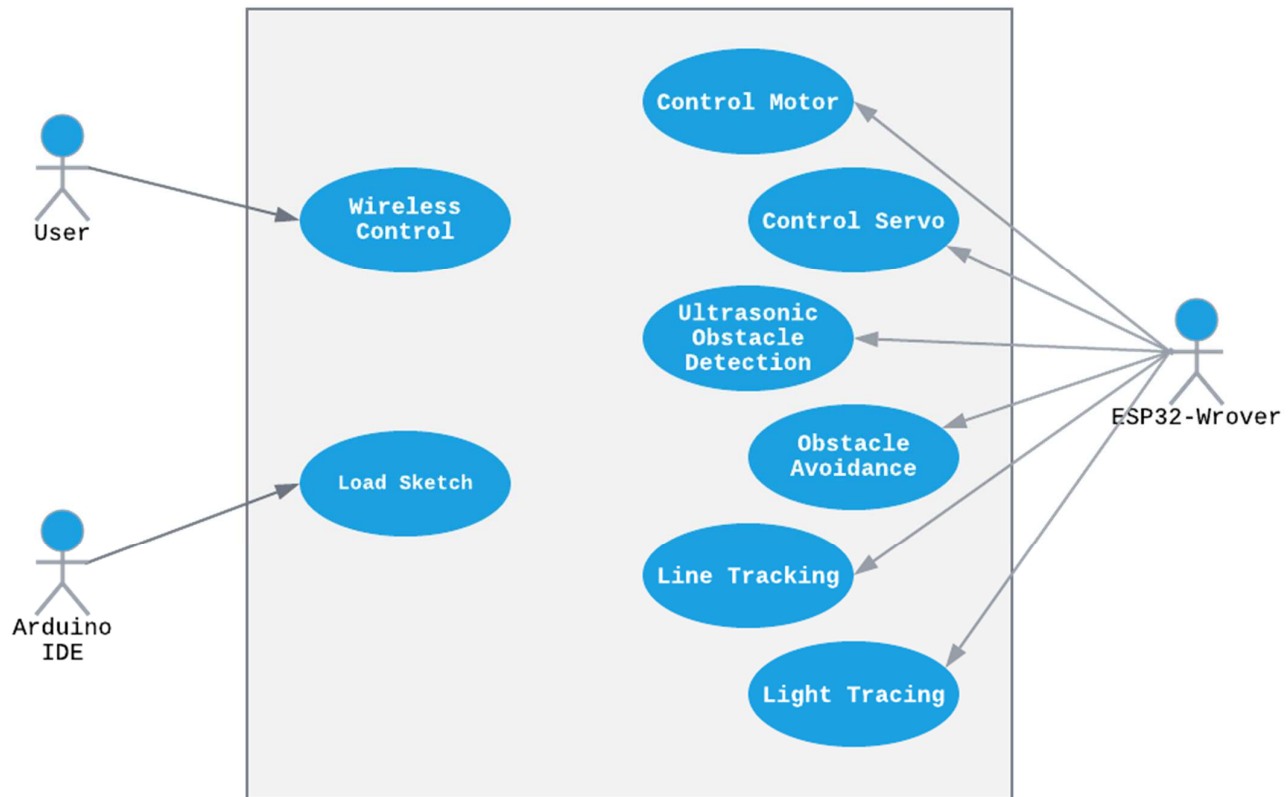 Control Motor
User
Wireless
Control
Control Servo
Ultrasonic
Obstacle
Detection
ESP32-Wrover
Obstacle
Avoidance
Load Sketch
Arduino
IDE
Line Tracking
Light Tracing